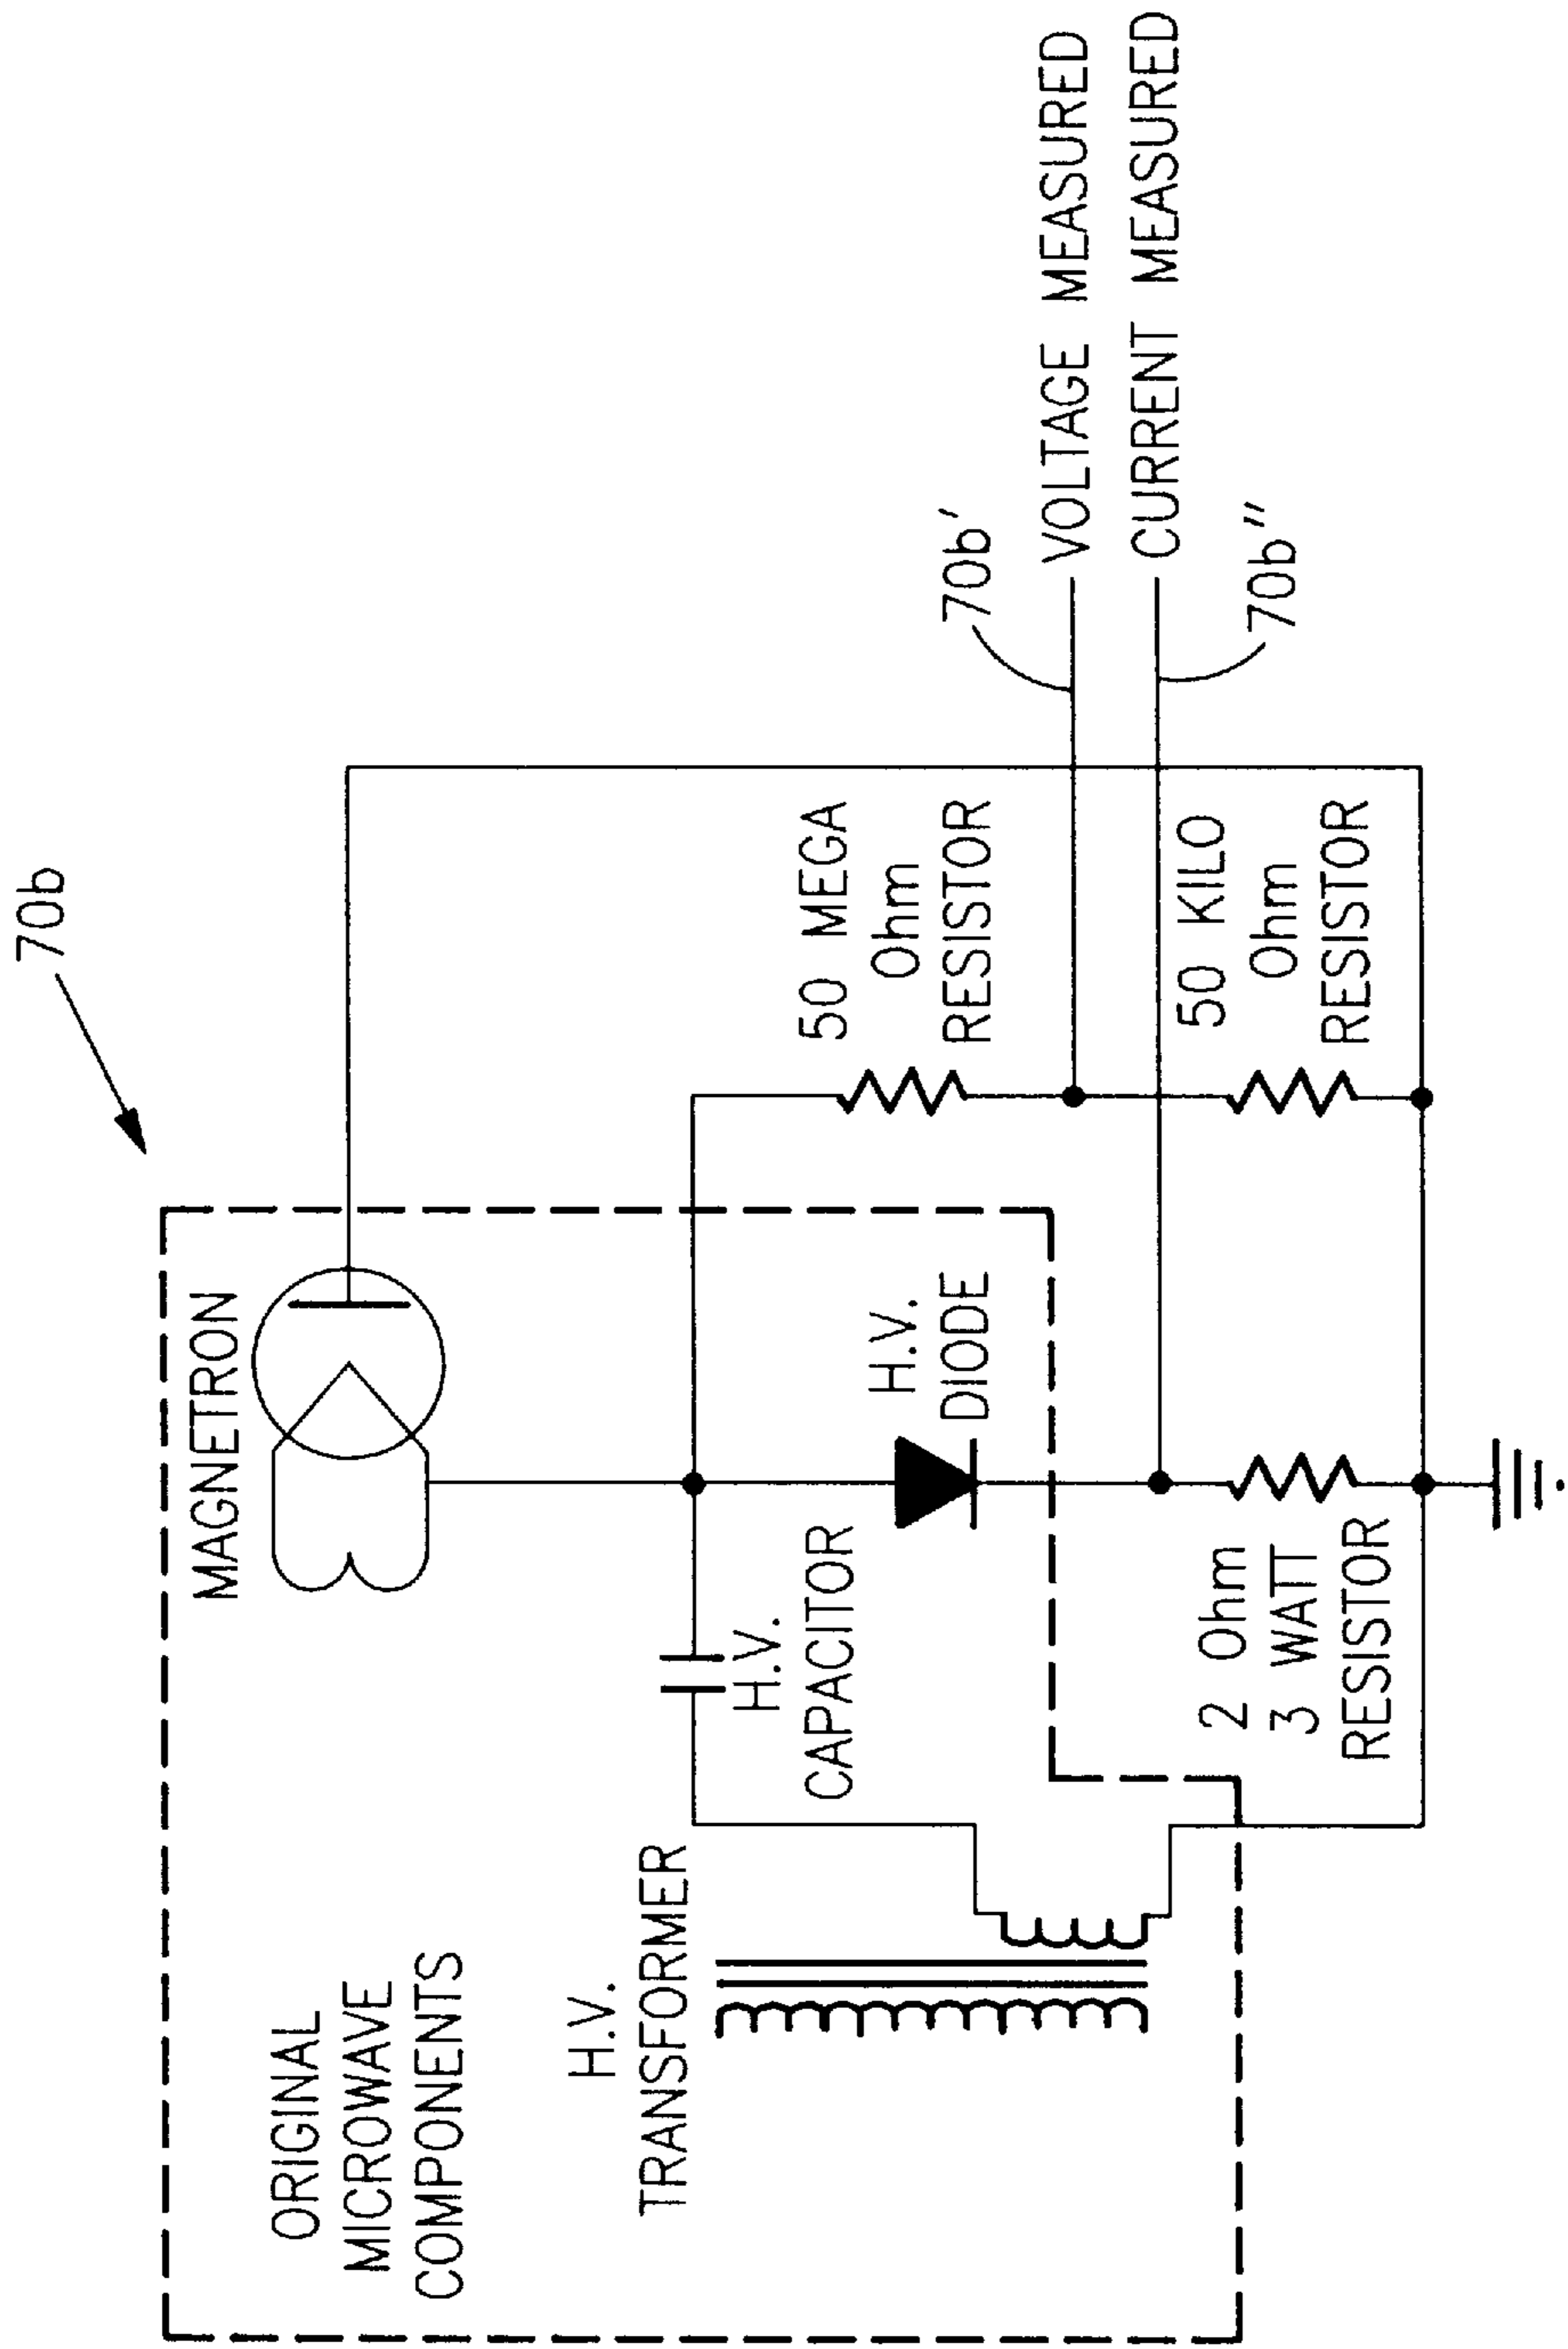 70b
ORIGINAL
MICROWAVE
COMPONENTS
MAGNETRON
H.V.
TRANSFORMER
H.V.
CAPACITOR
H.V.
DIODE
50 MEGA
Ohm
RESISTOR
70b'
VOLTAGE MEASURED
CURRENT MEASURED
70b''
50 KILO
Ohm
RESISTOR
2 Ohm
3 WATT
RESISTOR